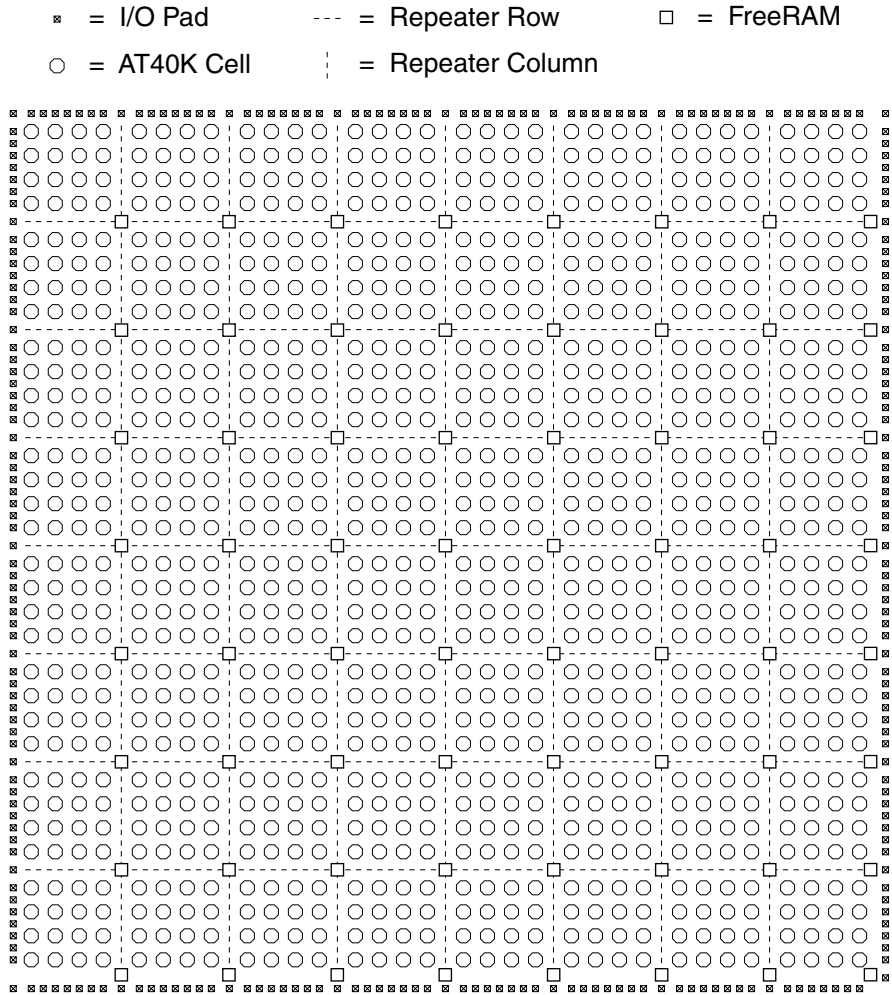 = I/O Pad
= Repeater Row
= FreeRAM
= AT40K Cell
= Repeater Column